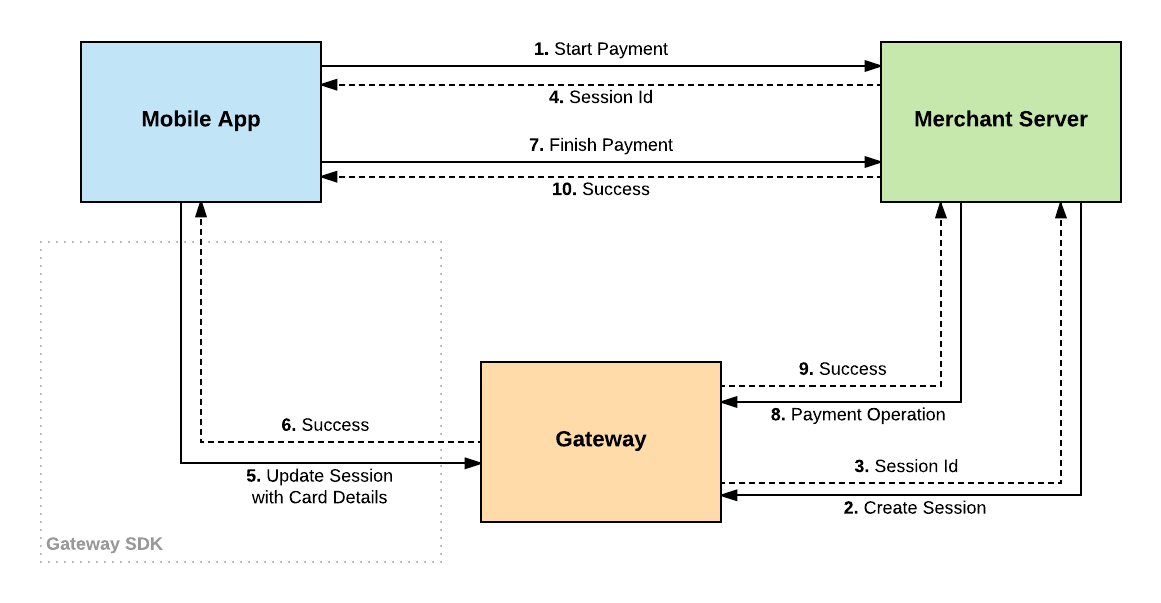 1. Start Payment
4. Session Id
Mobile App
Merchant Server
7. Finish Payment
10. Success
9. Success
8. Payment Operation
6. Success
Gateway
5. Update Session
with Card Details
3. Session Id
2. Create Session
Gateway SDK